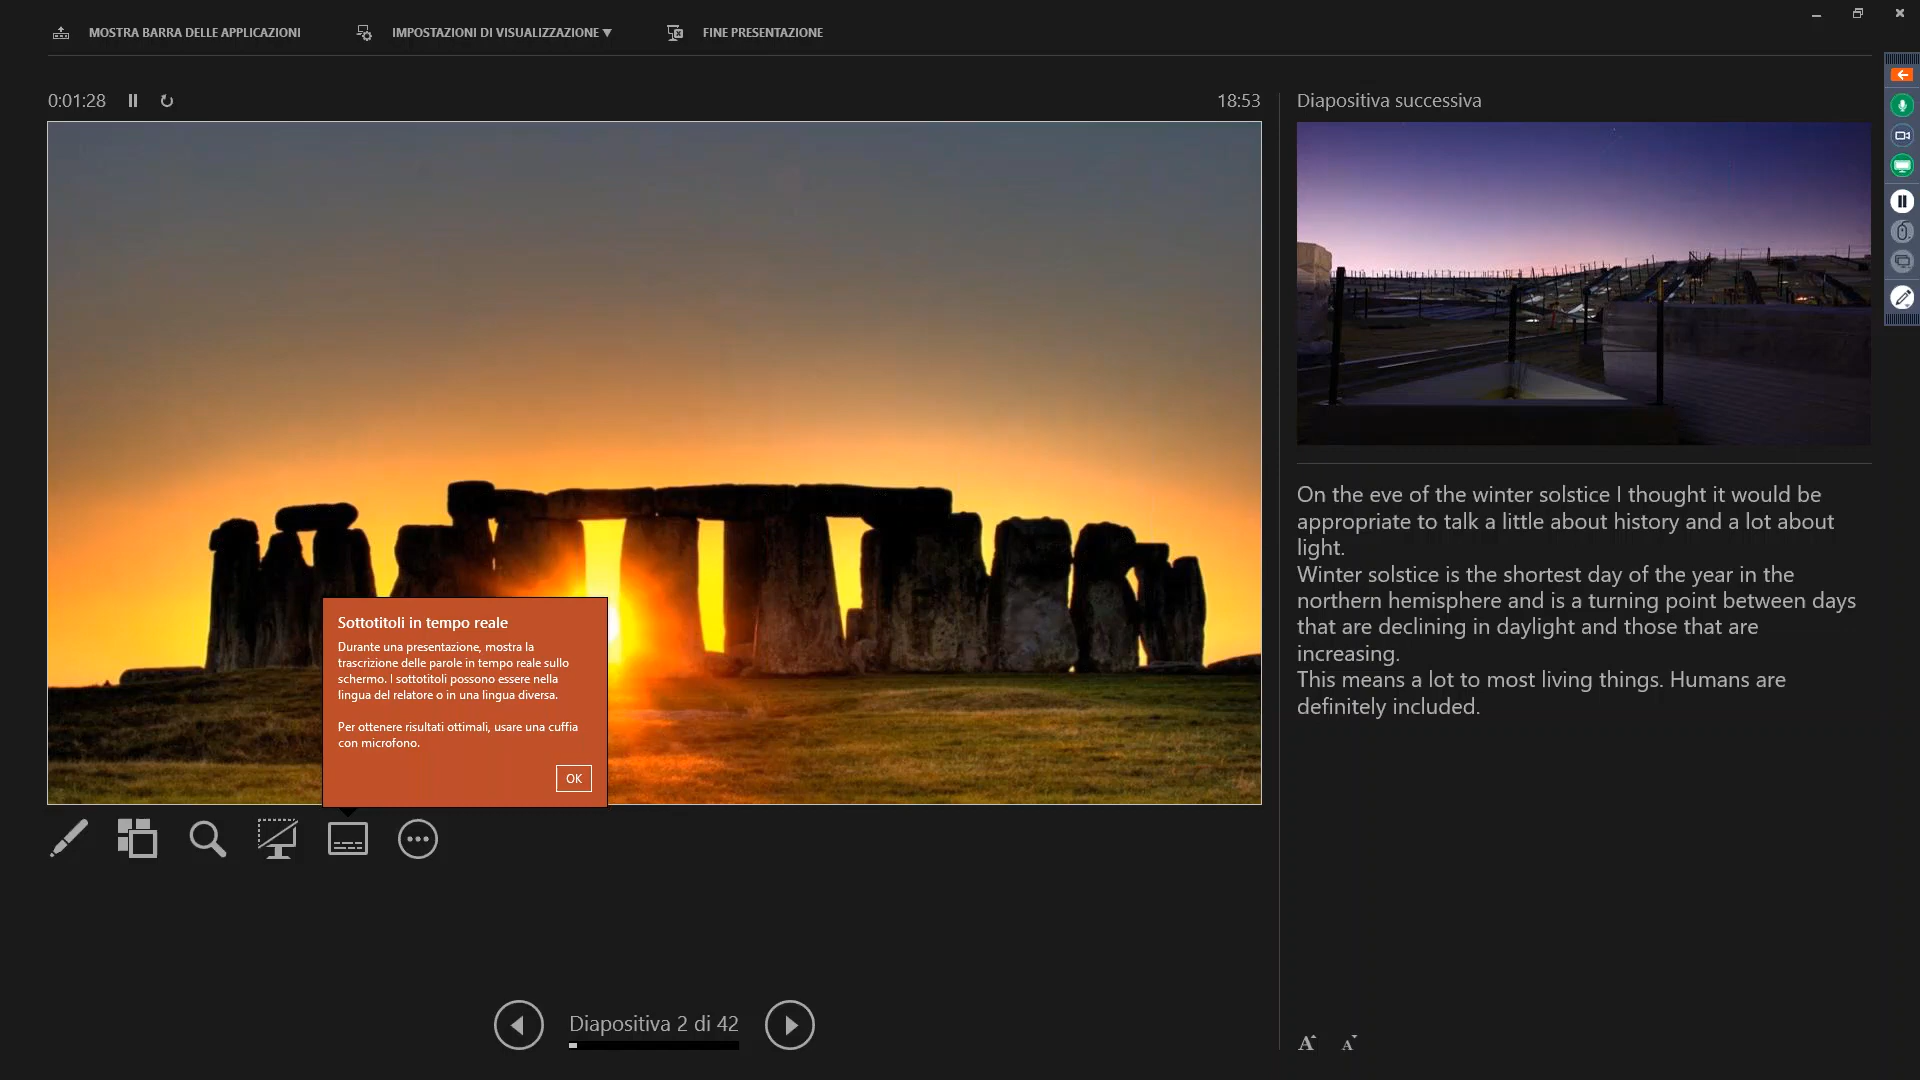 MOSTRA BARRA DELLE APPLICAZIONI
IMPOSTAZIONI DI VISUALIZZAZIONE ▼
FINE PRESENTAZIONE
0:01:28
18:53
Diapositiva successiva
On the eve of the winter solstice I thought it would be
appropriate to talk a little about history and a lot about
light.
Winter solstice is the shortest day of the year in the
northern hemisphere and is a turning point between days
that are declining in daylight and those that are
increasing.
This means a lot to most living things. Humans are
definitely included.
Sottotitoli in tempo reale
Durante una presentazione, mostra la
trascrizione delle parole in tempo reale sullo
schermo. I sottotitoli possono essere nella
lingua del relatore o in una lingua diversa.
Per ottenere risultati ottimali, usare una cuffia
con microfono.
OK
Diapositiva 2 di 42
A
A